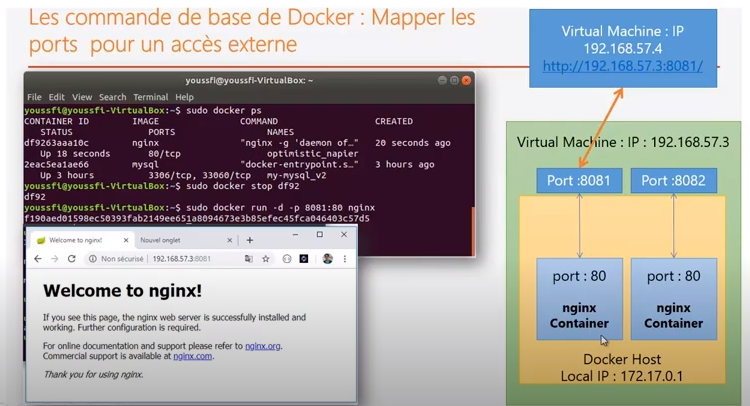 Les commande de base de Docker : Mapper les
ports pour un accès externe
youssfi@youssfi-VirtualBox: ~
File Edit View Search Terminal Help
youssfi@youssfi-VirtualBox:~$ sudo docker ps
CONTAINER ID IMAGE COMMAND CREATED
STATUS PORTS NAMES
df9263aaa10c nginx "nginx -g 'daemon of…" 20 seconds ago
Up 18 seconds 80/tcp optimistic_napier
2eac5ea1ae66 mysql "docker-entrypoint.s…" 3 hours ago
Up 3 hours 3306/tcp, 33060/tcp my-mysql_v2
youssfi@youssfi-VirtualBox:~$ sudo docker stop df92
df92
youssfi@youssfi-VirtualBox:~$ sudo docker run -d -p 8081:80 nginx
f190aed01598ec50393fab2149ee651a8094673e3b85efec45fca046403c57d5
Welcome to nginx!
Nouvel onglet
Non sécurisé | 192.168.57.3:8081
Welcome to nginx!
If you see this page, the nginx web server is successfully installed and
working. Further configuration is required.
For online documentation and support please refer to nginx.org.
Commercial support is available at nginx.com.
Thank you for using nginx.
Virtual Machine : IP
192.168.57.4
http://192.168.57.3:8081/
Virtual Machine : IP : 192.168.57.3
Port :8081
Port :8082
port : 80
nginx
Container
port : 80
nginx
Container
Docker Host
Local IP : 172.17.0.1